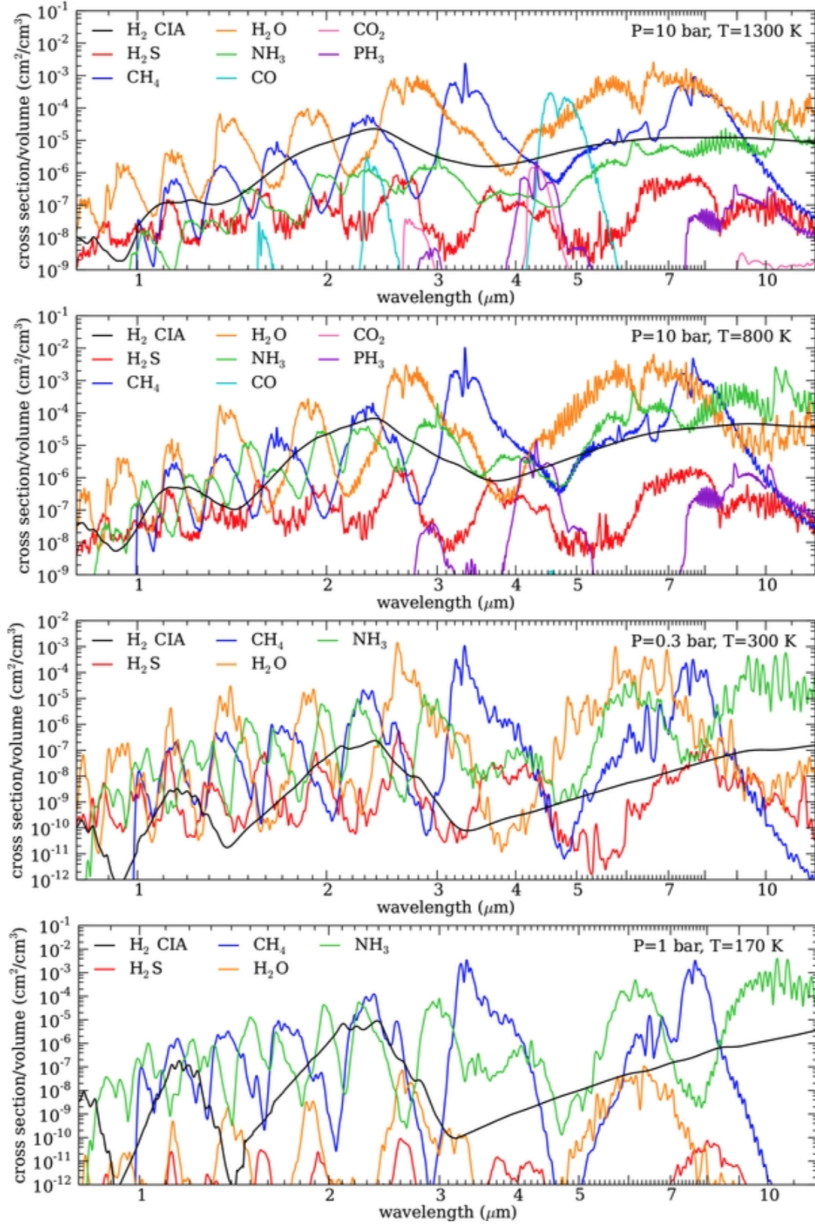 H₂ CIA H₂O CO₂ P=10 bar, T=1300 K
H₂S NH₃ PH₃
CH₄ CO
cross section/volume (cm²/cm³)
10⁻¹
10⁻²
10⁻³
10⁻⁴
10⁻⁵
10⁻⁶
10⁻⁷
10⁻⁸
10⁻⁹
1 2 3 4 5 7 10
wavelength (μm)
H₂ CIA H₂O CO₂ P=10 bar, T=800 K
H₂S NH₃ PH₃
CH₄ CO
cross section/volume (cm²/cm³)
10⁻¹
10⁻²
10⁻³
10⁻⁴
10⁻⁵
10⁻⁶
10⁻⁷
10⁻⁸
10⁻⁹
1 2 3 4 5 7 10
wavelength (μm)
H₂ CIA CH₄ NH₃ P=0.3 bar, T=300 K
H₂S H₂O
cross section/volume (cm²/cm³)
10⁻²
10⁻³
10⁻⁴
10⁻⁵
10⁻⁶
10⁻⁷
10⁻⁸
10⁻⁹
10⁻¹⁰
10⁻¹¹
10⁻¹²
1 2 3 4 5 7 10
wavelength (μm)
H₂ CIA CH₄ NH₃ P=1 bar, T=170 K
H₂S H₂O
cross section/volume (cm²/cm³)
10⁻¹
10⁻²
10⁻³
10⁻⁴
10⁻⁵
10⁻⁶
10⁻⁷
10⁻⁸
10⁻⁹
10⁻¹⁰
10⁻¹¹
10⁻¹²
1 2 3 4 5 7 10
wavelength (μm)